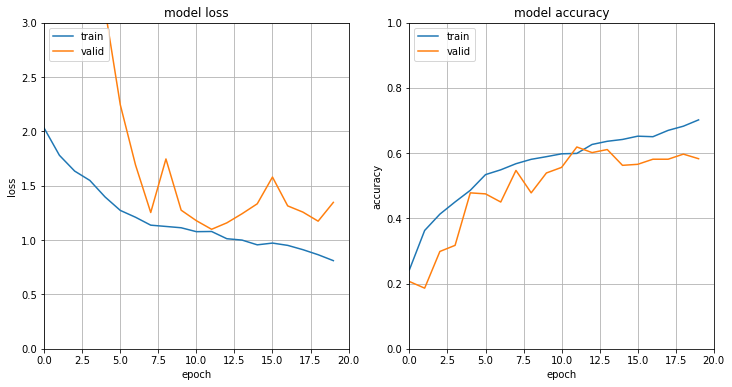 model loss
train
valid
3.0
2.5
2.0
1.5
1.0
0.5
0.0
loss
0.0 2.5 5.0 7.5 10.0 12.5 15.0 17.5 20.0
epoch
model accuracy
train
valid
1.0
0.8
0.6
0.4
0.2
0.0
accuracy
0.0 2.5 5.0 7.5 10.0 12.5 15.0 17.5 20.0
epoch